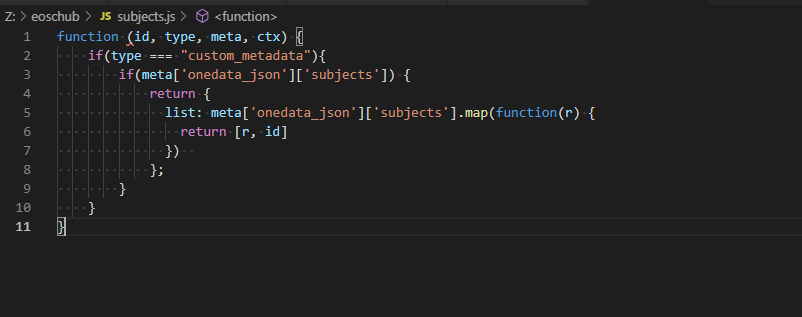 Z: > eoschub > JS subjects.js > <function>
1 function (id, type, meta, ctx) {
2     if(type === "custom_metadata"){
3         if(meta['onedata_json']['subjects']) {
4             return {
5               list: meta['onedata_json']['subjects'].map(function(r) {
6                 return [r, id]
7               })
8             };
9         }
10     }
11 }